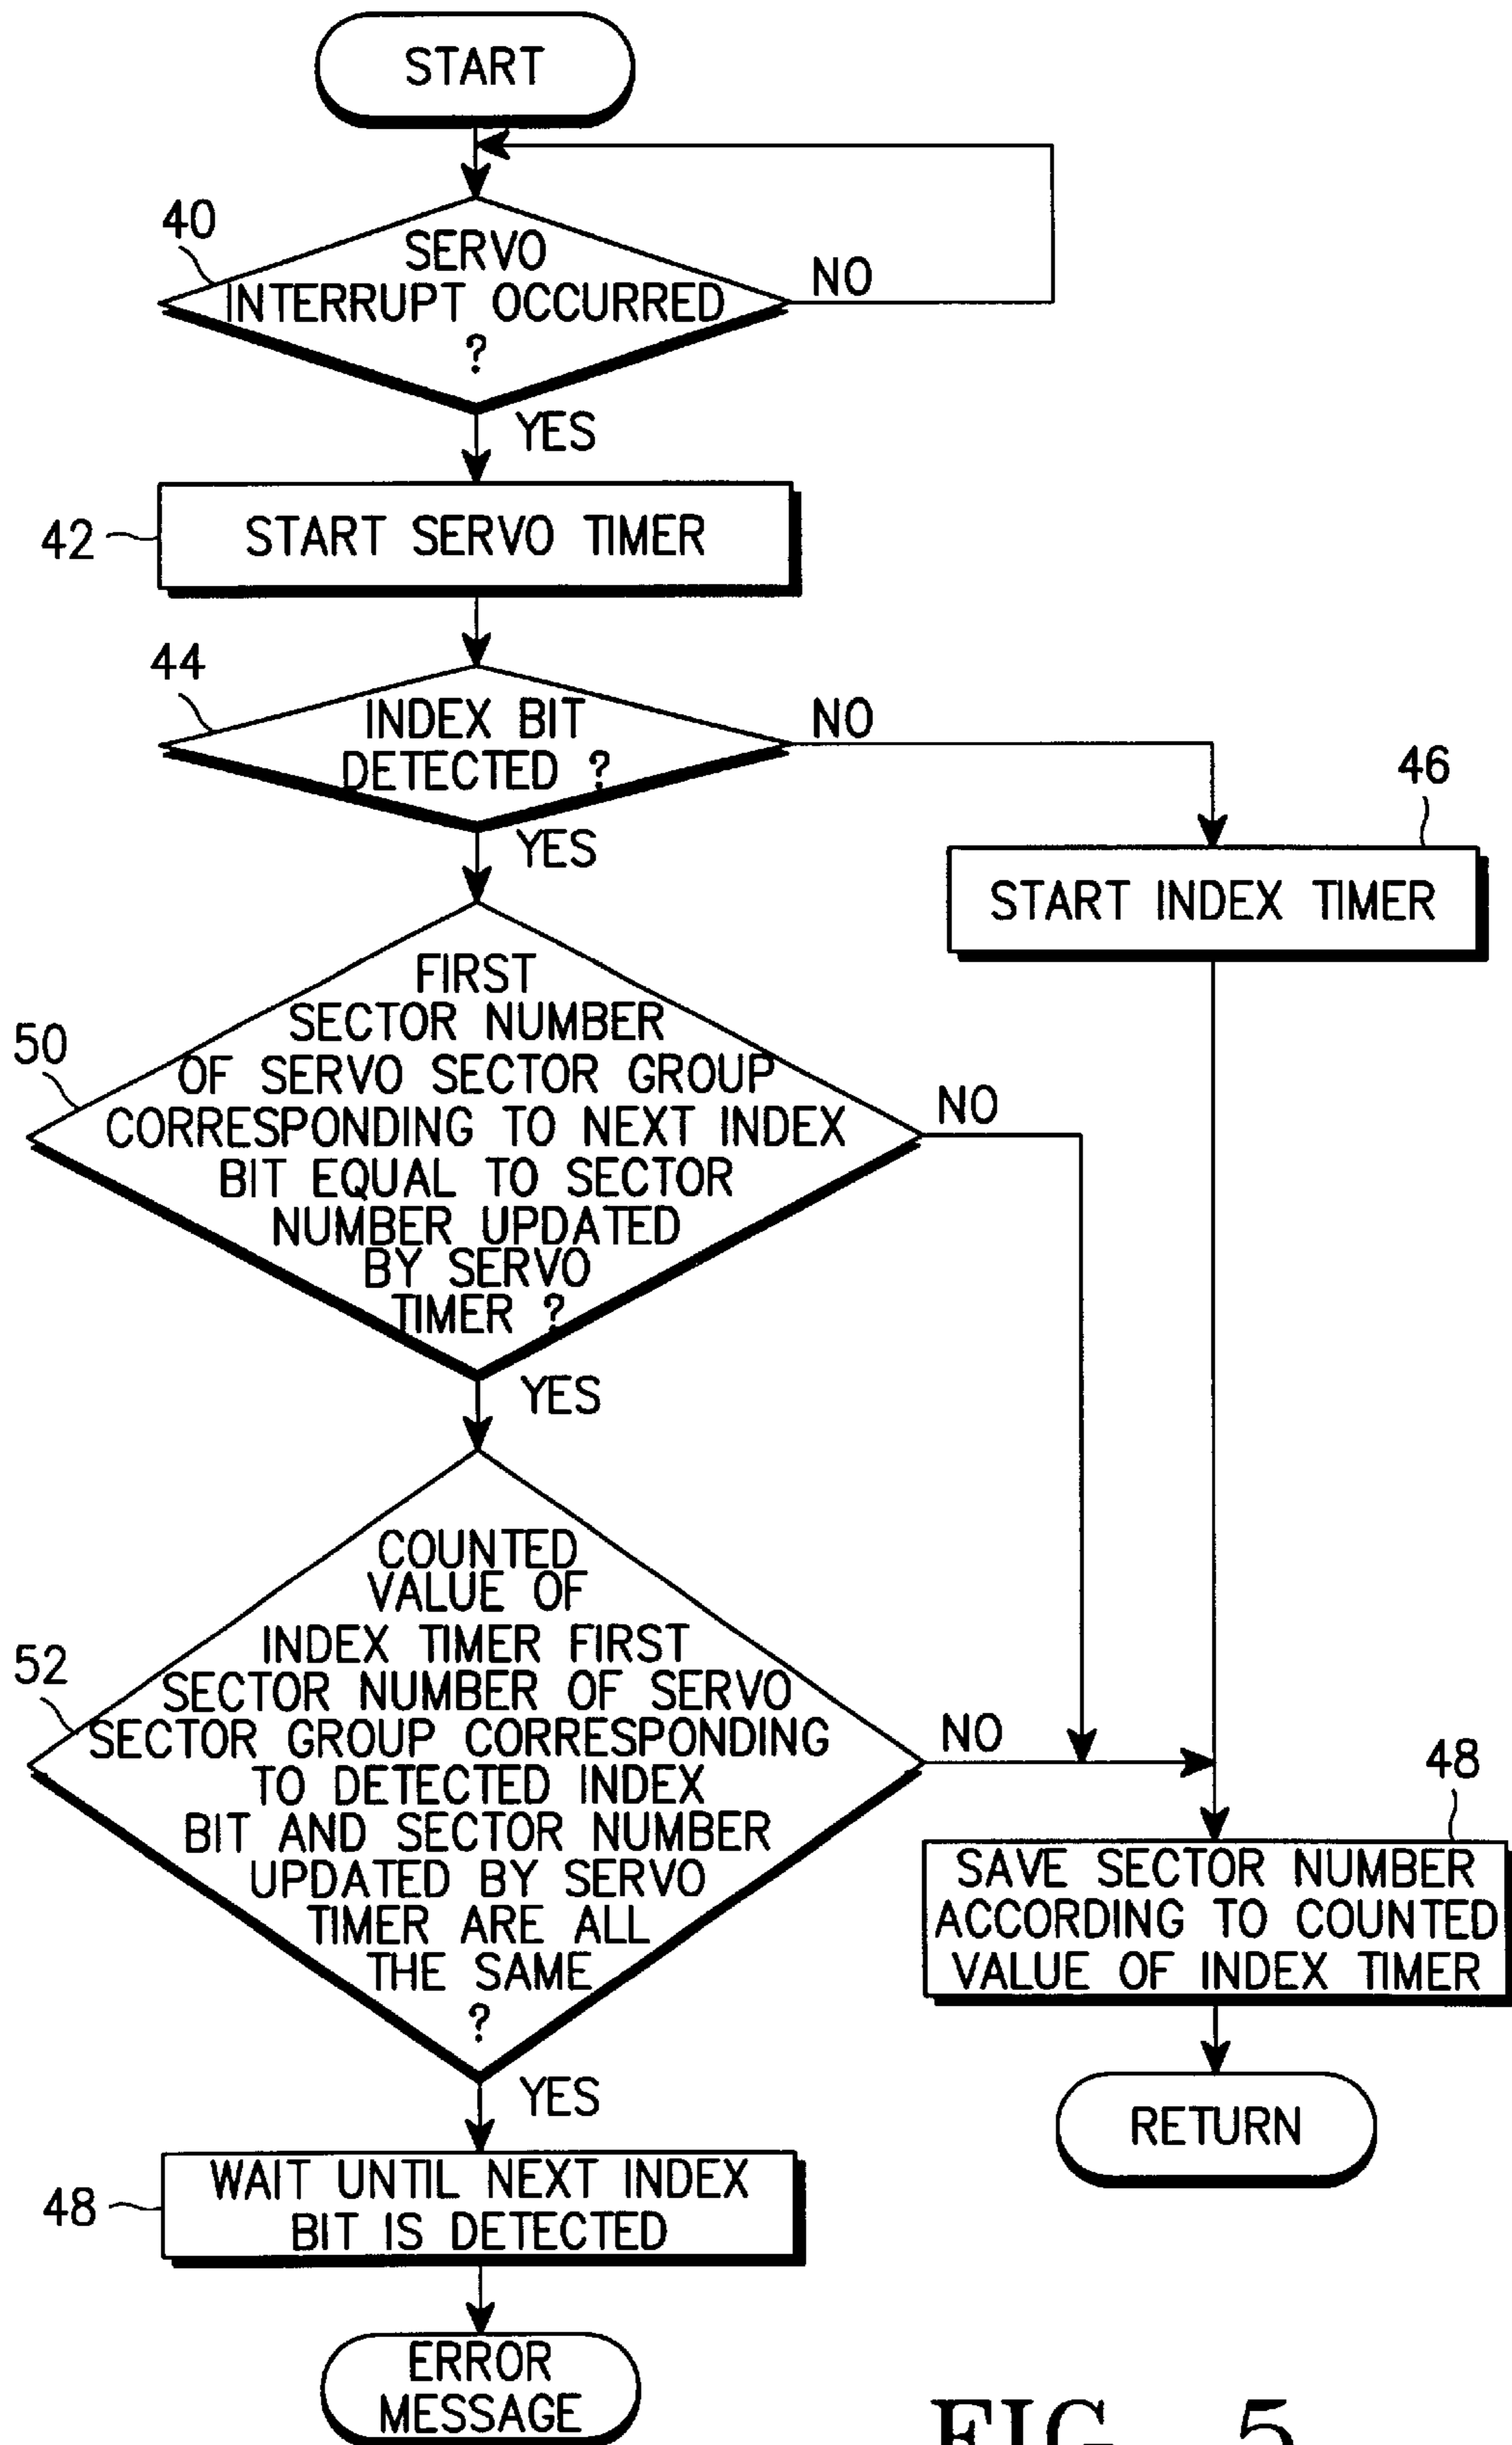 START
40
SERVO
INTERRUPT OCCURRED
?
NO
YES
42
START SERVO TIMER
44
INDEX BIT
DETECTED ?
NO
YES
46
START INDEX TIMER
50
FIRST
SECTOR NUMBER
OF SERVO SECTOR GROUP
CORRESPONDING TO NEXT INDEX
BIT EQUAL TO SECTOR
NUMBER UPDATED
BY SERVO
TIMER ?
NO
YES
52
COUNTED
VALUE OF
INDEX TIMER FIRST
SECTOR NUMBER OF SERVO
SECTOR GROUP CORRESPONDING
TO DETECTED INDEX
BIT AND SECTOR NUMBER
UPDATED BY SERVO
TIMER ARE ALL
THE SAME
?
NO
YES
48
SAVE SECTOR NUMBER
ACCORDING TO COUNTED
VALUE OF INDEX TIMER
RETURN
48
WAIT UNTIL NEXT INDEX
BIT IS DETECTED
ERROR
MESSAGE
FIG. 5